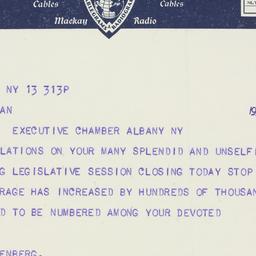 Cables Cables
Mackay Radio
NY 13 313P
AN 19
EXECUTIVE CHAMBER ALBANY NY
LATIONS ON YOUR MANY SPLENDID AND UNSELFI
G LEGISLATIVE SESSION CLOSING TODAY STOP
RAGE HAS INCREASED BY HUNDREDS OF THOUSAN
D TO BE NUMBERED AMONG YOUR DEVOTED
ENBERG.